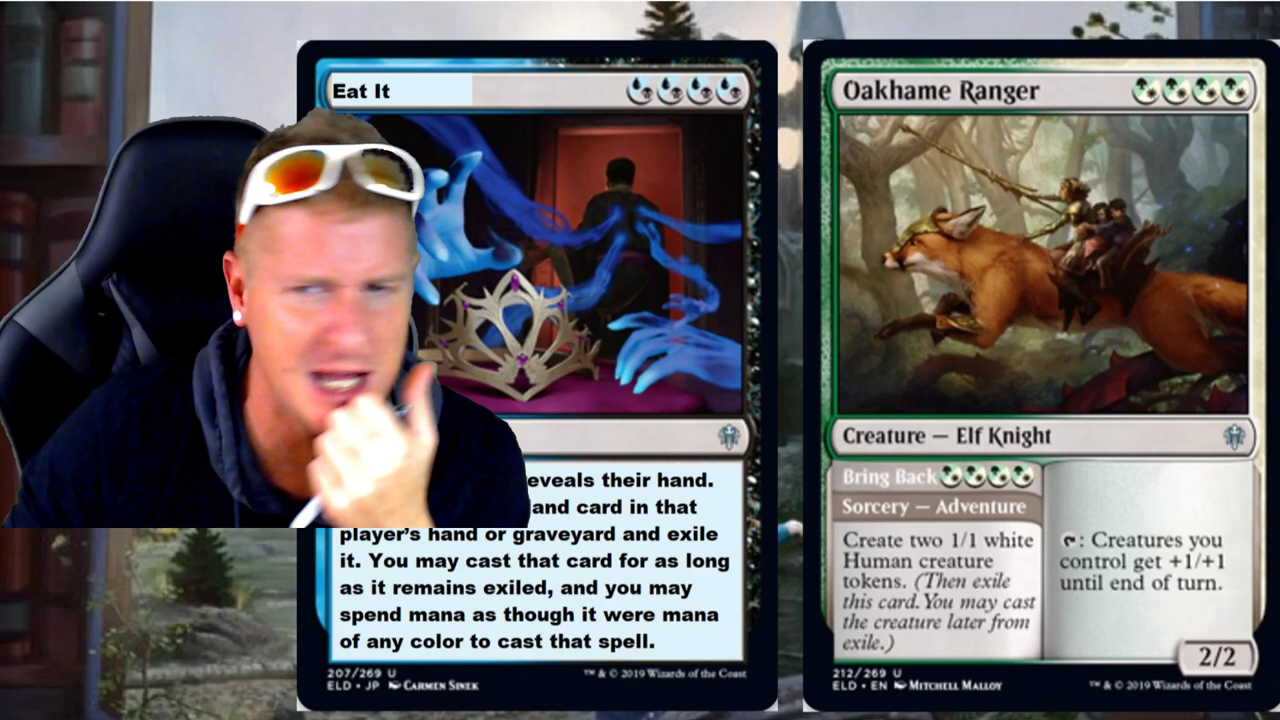 Eat It
eveals their hand.
and card in that
player's hand or graveyard and exile
it. You may cast that card for as long
as it remains exiled, and you may
spend mana as though it were mana
of any color to cast that spell.
207/269 U
ELD • JP CARMEN SINEK
™ & © 2019 Wizards of the Coast
Oakhame Ranger
Creature — Elf Knight
Bring Back
Sorcery — Adventure
Create two 1/1 white
Human creature
tokens. (Then exile
this card. You may cast
the creature later from
exile.)
: Creatures you
control get +1/+1
until end of turn.
2/2
212/269 U
ELD • EN MITCHELL MALLOY
™ & © 2019 Wizards of the Coast